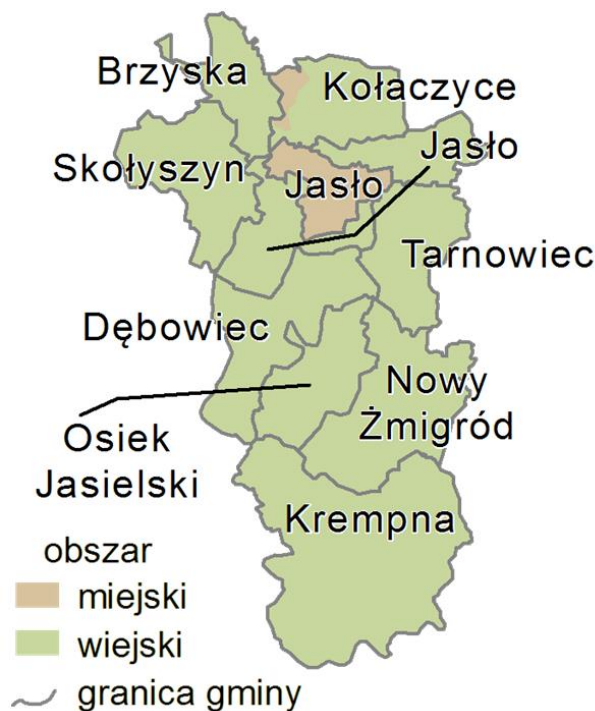 Brzyska
Kołaczyce
Jasło
Skołyszyn
Jasło
Tarnowiec
Dębowiec
Nowy
Żmigród
Osiek
Jasielski
Krempna
obszar
miejski
wiejski
granica gminy